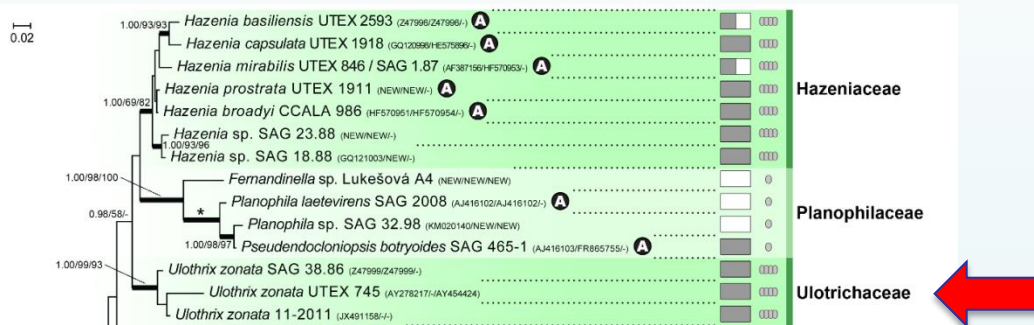 0.02
1.00/93/93
Hazenia basiliensis UTEX 2593 (Z47996/Z47996/-) A
Hazenia capsulata UTEX 1918 (GQ120998/HE575896/-) A
Hazenia mirabilis UTEX 846 / SAG 1.87 (AF387156/HF570953/-) A
Hazenia prostrata UTEX 1911 (NEW/NEW/-) A
Hazeniaceae
1.00/69/82
Hazenia broadyi CCALA 986 (HF570951/HF570954/-) A
Hazenia sp. SAG 23.88 (NEW/NEW/-)
1.00/93/96
Hazenia sp. SAG 18.88 (GQ121003/NEW/-)
1.00/98/100
Fernandinella sp. Lukešová A4 (NEW/NEW/NEW)
Planophila laetevirens SAG 2008 (AJ416102/AJ416102/-) A
Planophilaceae
*
Planophila sp. SAG 32.98 (KM020140/NEW/NEW)
0.98/58/-
1.00/98/97
Pseudendocloniopsis botryoides SAG 465-1 (AJ416103/FR865755/-) A
1.00/99/93
Ulothrix zonata SAG 38.86 (Z47999/Z47999/-)
Ulothrix zonata UTEX 745 (AY278217/-/AY454424)
Ulotrichaceae
Ulothrix zonata 11-2011 (JX491158/-/-)